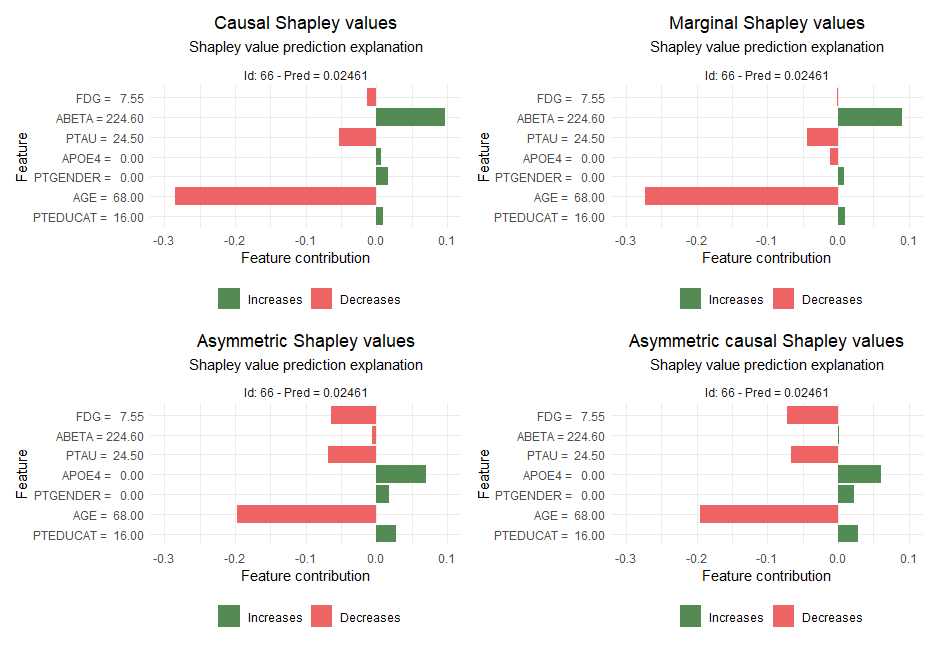 Causal Shapley values
Shapley value prediction explanation
Id: 66 - Pred = 0.02461
Feature
FDG = 7.55
ABETA = 224.60
PTAU = 24.50
APOE4 = 0.00
PTGENDER = 0.00
AGE = 68.00
PTEDUCAT = 16.00
-0.3 -0.2 -0.1 0.0 0.1
Feature contribution
Increases Decreases
Marginal Shapley values
Shapley value prediction explanation
Id: 66 - Pred = 0.02461
Feature
FDG = 7.55
ABETA = 224.60
PTAU = 24.50
APOE4 = 0.00
PTGENDER = 0.00
AGE = 68.00
PTEDUCAT = 16.00
-0.3 -0.2 -0.1 0.0 0.1
Feature contribution
Increases Decreases
Asymmetric Shapley values
Shapley value prediction explanation
Id: 66 - Pred = 0.02461
Feature
FDG = 7.55
ABETA = 224.60
PTAU = 24.50
APOE4 = 0.00
PTGENDER = 0.00
AGE = 68.00
PTEDUCAT = 16.00
-0.3 -0.2 -0.1 0.0 0.1
Feature contribution
Increases Decreases
Asymmetric causal Shapley values
Shapley value prediction explanation
Id: 66 - Pred = 0.02461
Feature
FDG = 7.55
ABETA = 224.60
PTAU = 24.50
APOE4 = 0.00
PTGENDER = 0.00
AGE = 68.00
PTEDUCAT = 16.00
-0.3 -0.2 -0.1 0.0 0.1
Feature contribution
Increases Decreases